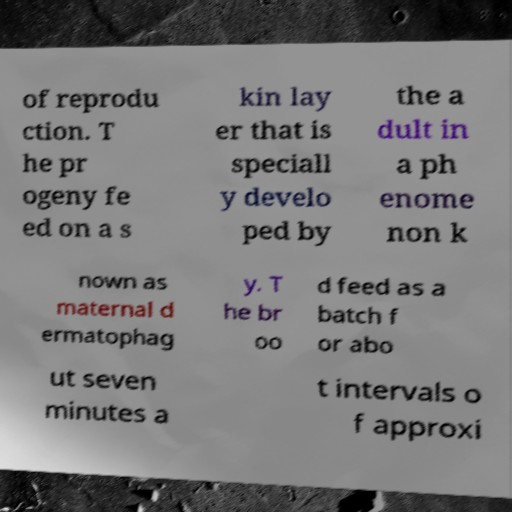 of reprodu
ction. T
he pr
ogeny fe
ed on a s
kin lay
er that is
speciall
y develo
ped by
the a
dult in
a ph
enome
non k
nown as
maternal d
ermatophag
y. T
he br
oo
d feed as a
batch f
or abo
ut seven
minutes a
t intervals o
f approxi